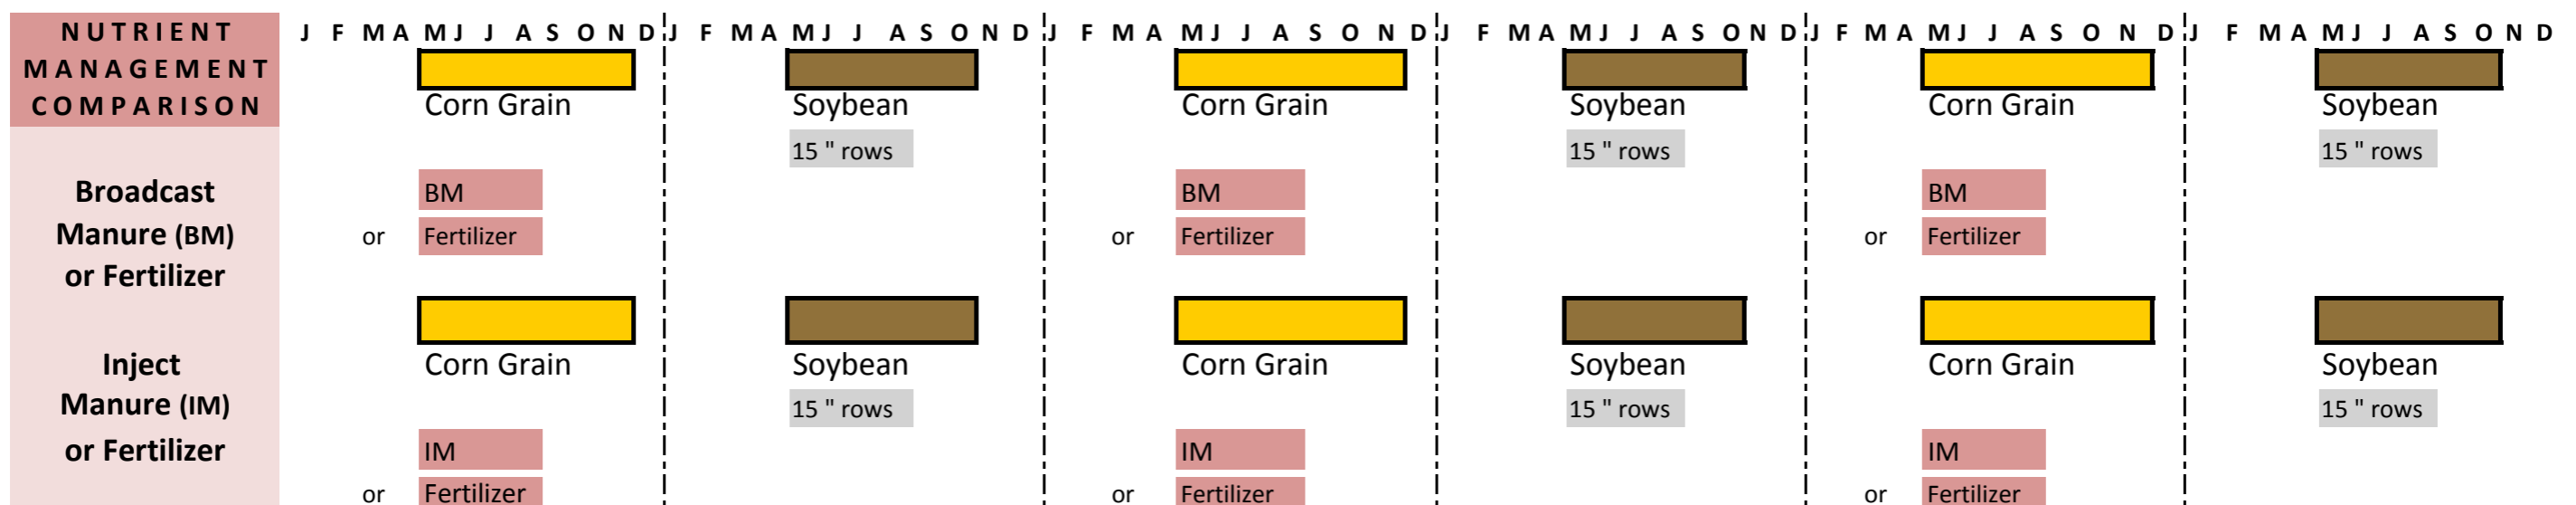 NUTRIENT MANAGEMENT COMPARISON
J F M A M J J A S O N D J F M A M J J A S O N D J F M A M J J A S O N D J F M A M J J A S O N D J F M A M J J A S O N D J F M A M J J A S O N D
Corn Grain Soybean Corn Grain Soybean Corn Grain Soybean
15 " rows 15 " rows 15 " rows
Broadcast
Manure (BM)
or Fertilizer
BM BM BM
or Fertilizer or Fertilizer or Fertilizer
Corn Grain Soybean Corn Grain Soybean Corn Grain Soybean
15 " rows 15 " rows 15 " rows
Inject
Manure (IM)
or Fertilizer
IM IM IM
or Fertilizer or Fertilizer or Fertilizer